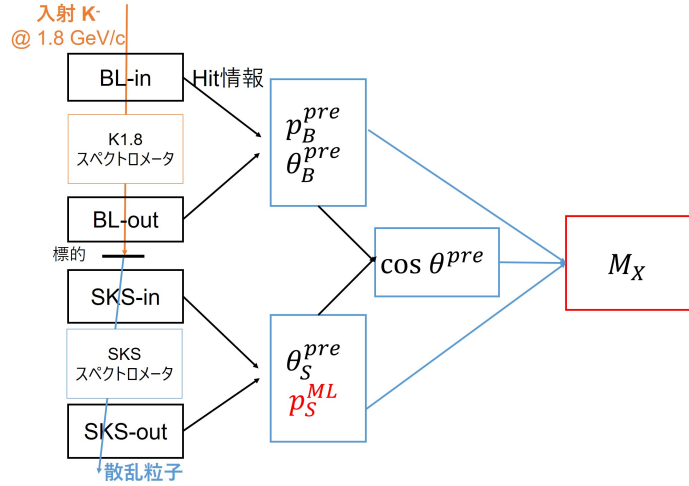 入射 K⁻
@ 1.8 GeV/c
BL-in
Hit情報
K1.8
スペクトロメータ
BL-out
標的
SKS-in
SKS
スペクトロメータ
SKS-out
散乱粒子
p_B^{pre}
θ_B^{pre}
cos θ^{pre}
θ_S^{pre}
p_S^{ML}
M_X